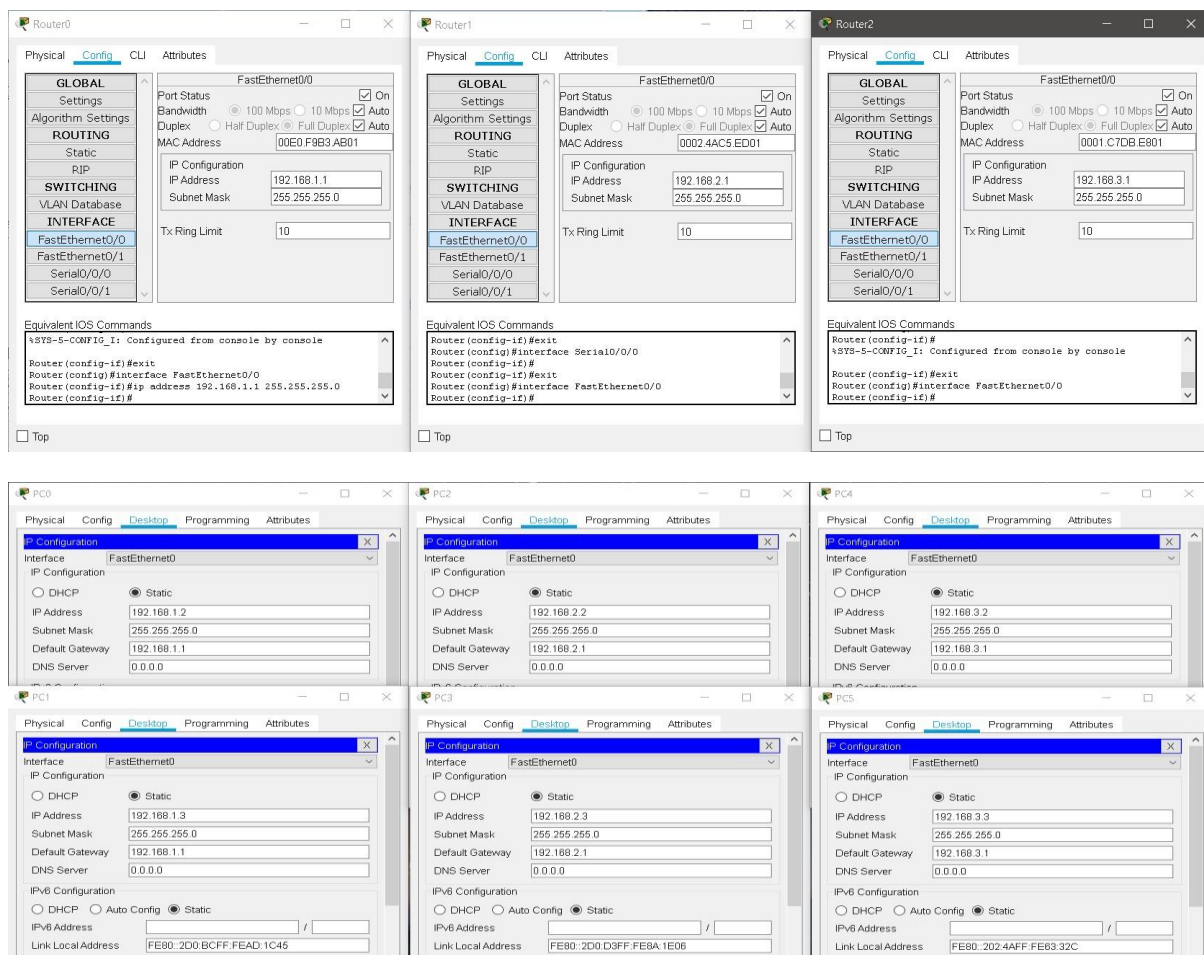 Router0
Physical Config CLI Attributes
GLOBAL
Settings
Algorithm Settings
ROUTING
Static
RIP
SWITCHING
VLAN Database
INTERFACE
FastEthernet0/0
FastEthernet0/1
Serial0/0/0
Serial0/0/1
FastEthernet0/0
Port Status On
Bandwidth 100 Mbps 10 Mbps Auto
Duplex Half Duplex Full Duplex Auto
MAC Address 00E0.F9B3.AB01
IP Configuration
IP Address 192.168.1.1
Subnet Mask 255.255.255.0
Tx Ring Limit 10
Equivalent IOS Commands
%SYS-5-CONFIG_I: Configured from console by console
Router(config-if)#exit
Router(config)#interface FastEthernet0/0
Router(config-if)#ip address 192.168.1.1 255.255.255.0
Router(config-if)#
Top
Router1
Physical Config CLI Attributes
GLOBAL
Settings
Algorithm Settings
ROUTING
Static
RIP
SWITCHING
VLAN Database
INTERFACE
FastEthernet0/0
FastEthernet0/1
Serial0/0/0
Serial0/0/1
FastEthernet0/0
Port Status On
Bandwidth 100 Mbps 10 Mbps Auto
Duplex Half Duplex Full Duplex Auto
MAC Address 0002.4AC5.ED01
IP Configuration
IP Address 192.168.2.1
Subnet Mask 255.255.255.0
Tx Ring Limit 10
Equivalent IOS Commands
Router(config-if)#exit
Router(config)#interface Serial0/0/0
Router(config-if)#
Router(config-if)#exit
Router(config)#interface FastEthernet0/0
Router(config-if)#
Top
Router2
Physical Config CLI Attributes
GLOBAL
Settings
Algorithm Settings
ROUTING
Static
RIP
SWITCHING
VLAN Database
INTERFACE
FastEthernet0/0
FastEthernet0/1
Serial0/0/0
Serial0/0/1
FastEthernet0/0
Port Status On
Bandwidth 100 Mbps 10 Mbps Auto
Duplex Half Duplex Full Duplex Auto
MAC Address 0001.C7DB.E801
IP Configuration
IP Address 192.168.3.1
Subnet Mask 255.255.255.0
Tx Ring Limit 10
Equivalent IOS Commands
Router(config-if)#
%SYS-5-CONFIG_I: Configured from console by console
Router(config-if)#exit
Router(config)#interface FastEthernet0/0
Router(config-if)#
Top
PC0
Physical Config Desktop Programming Attributes
IP Configuration X
Interface FastEthernet0
IP Configuration
DHCP Static
IP Address 192.168.1.2
Subnet Mask 255.255.255.0
Default Gateway 192.168.1.1
DNS Server 0.0.0.0
PC2
Physical Config Desktop Programming Attributes
IP Configuration X
Interface FastEthernet0
IP Configuration
DHCP Static
IP Address 192.168.2.2
Subnet Mask 255.255.255.0
Default Gateway 192.168.2.1
DNS Server 0.0.0.0
PC4
Physical Config Desktop Programming Attributes
IP Configuration X
Interface FastEthernet0
IP Configuration
DHCP Static
IP Address 192.168.3.2
Subnet Mask 255.255.255.0
Default Gateway 192.168.3.1
DNS Server 0.0.0.0
PC1
Physical Config Desktop Programming Attributes
IP Configuration X
Interface FastEthernet0
IP Configuration
DHCP Static
IP Address 192.168.1.3
Subnet Mask 255.255.255.0
Default Gateway 192.168.1.1
DNS Server 0.0.0.0
IPv6 Configuration
DHCP Auto Config Static
IPv6 Address /
Link Local Address FE80::2D0:BCFF:FEAD:1C45
PC3
Physical Config Desktop Programming Attributes
IP Configuration X
Interface FastEthernet0
IP Configuration
DHCP Static
IP Address 192.168.2.3
Subnet Mask 255.255.255.0
Default Gateway 192.168.2.1
DNS Server 0.0.0.0
IPv6 Configuration
DHCP Auto Config Static
IPv6 Address /
Link Local Address FE80::2D0:D3FF:FE8A:1E06
PC5
Physical Config Desktop Programming Attributes
IP Configuration X
Interface FastEthernet0
IP Configuration
DHCP Static
IP Address 192.168.3.3
Subnet Mask 255.255.255.0
Default Gateway 192.168.3.1
DNS Server 0.0.0.0
IPv6 Configuration
DHCP Auto Config Static
IPv6 Address /
Link Local Address FE80::202:4AFF:FE63:32C